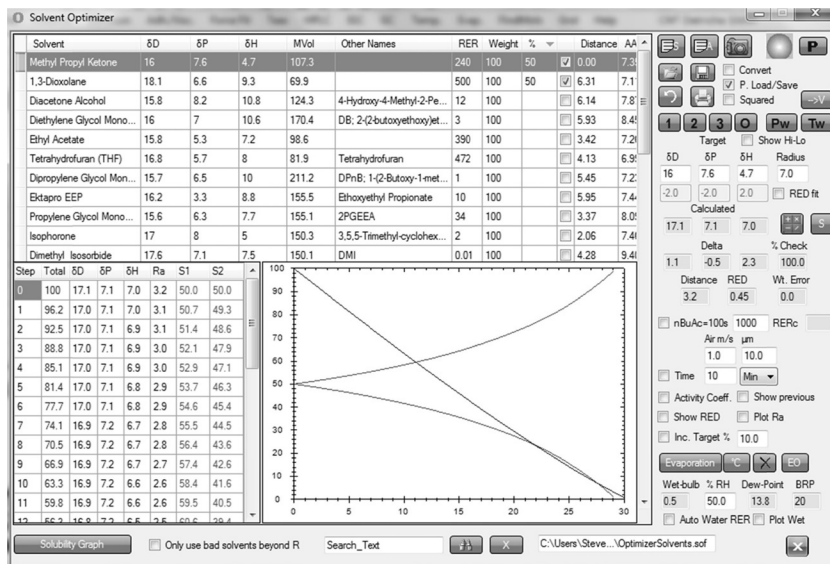 Solvent Optimizer
Solvent δD δP δH MVol Other Names RER Weight % Distance
Methyl Propyl Ketone 16 7.6 4.7 107.3 240 100 50 0.00
1,3-Dioxolane 18.1 6.6 9.3 69.9 500 100 50 6.31
Diacetone Alcohol 15.8 8.2 10.8 124.3 4-Hydroxy-4-Methyl-2-Pe... 12 100 6.14
Diethylene Glycol Mono... 16 7 10.6 170.4 DB; 2-(2-butoxyethoxy)et... 3 100 5.93
Ethyl Acetate 15.8 5.3 7.2 98.6 390 100 3.42
Tetrahydrofuran (THF) 16.8 5.7 8 81.9 Tetrahydrofuran 472 100 4.13
Dipropylene Glycol Mon... 15.7 6.5 10 211.2 DPnB; 1-(2-Butoxy-1-met... 1 100 5.45
Ektapro EEP 16.2 3.3 8.8 155.5 Ethoxyethyl Propionate 10 100 5.95
Propylene Glycol Mono... 15.6 6.3 7.7 155.1 2PGEEA 34 100 3.37
Isophorone 17 8 5 150.3 3,5,5-Trimethyl-cyclohex... 2 100 2.06
Dimethyl Isosorbide 17.6 7.1 7.5 150.1 DMI 0.01 100 4.28
Step Total δD δP δH Ra S1 S2
0 100 17.1 7.1 7.0 3.2 50.0 50.0
1 96.2 17.0 7.1 7.0 3.1 50.7 49.3
2 92.5 17.0 7.1 6.9 3.1 51.4 48.6
3 88.8 17.0 7.1 6.9 3.0 52.1 47.9
4 85.1 17.0 7.1 6.9 3.0 52.9 47.1
5 81.4 17.0 7.1 6.8 2.9 53.7 46.3
6 77.7 17.0 7.1 6.8 2.9 54.6 45.4
7 74.1 16.9 7.2 6.7 2.8 55.5 44.5
8 70.5 16.9 7.2 6.7 2.8 56.4 43.6
9 66.9 16.9 7.2 6.7 2.7 57.4 42.6
10 63.3 16.9 7.2 6.6 2.6 58.4 41.6
11 59.8 16.9 7.2 6.6 2.6 59.5 40.5
100
90
80
70
60
50
40
30
20
10
0
0 5 10 15 20 25 30
P
Convert
P. Load/Save
Squared
-->V
1 2 3 O Pw Tw
Target Show Hi-Lo
δD δP δH Radius
16 7.6 4.7 7.0
-2.0 -2.0 2.0 RED fit
Calculated
17.1 7.1 7.0 S
Delta % Check
1.1 -0.5 2.3 100.0
Distance RED Wt. Error
3.2 0.45 0.0
nBuAc=100s 1000 RERc
Air m/s µm
1.0 10.0
Time 10 Min
Activity Coeff. Show previous
Show RED Plot Ra
Inc. Target % 10.0
Evaporation °C X EO
Wet-bulb % RH Dew-Point BRP
0.5 50.0 13.8 20
Auto Water RER Plot Wet
Solubility Graph Only use bad solvents beyond R Search_Text X C:\Users\Steve...\OptimizerSolvents.sof X